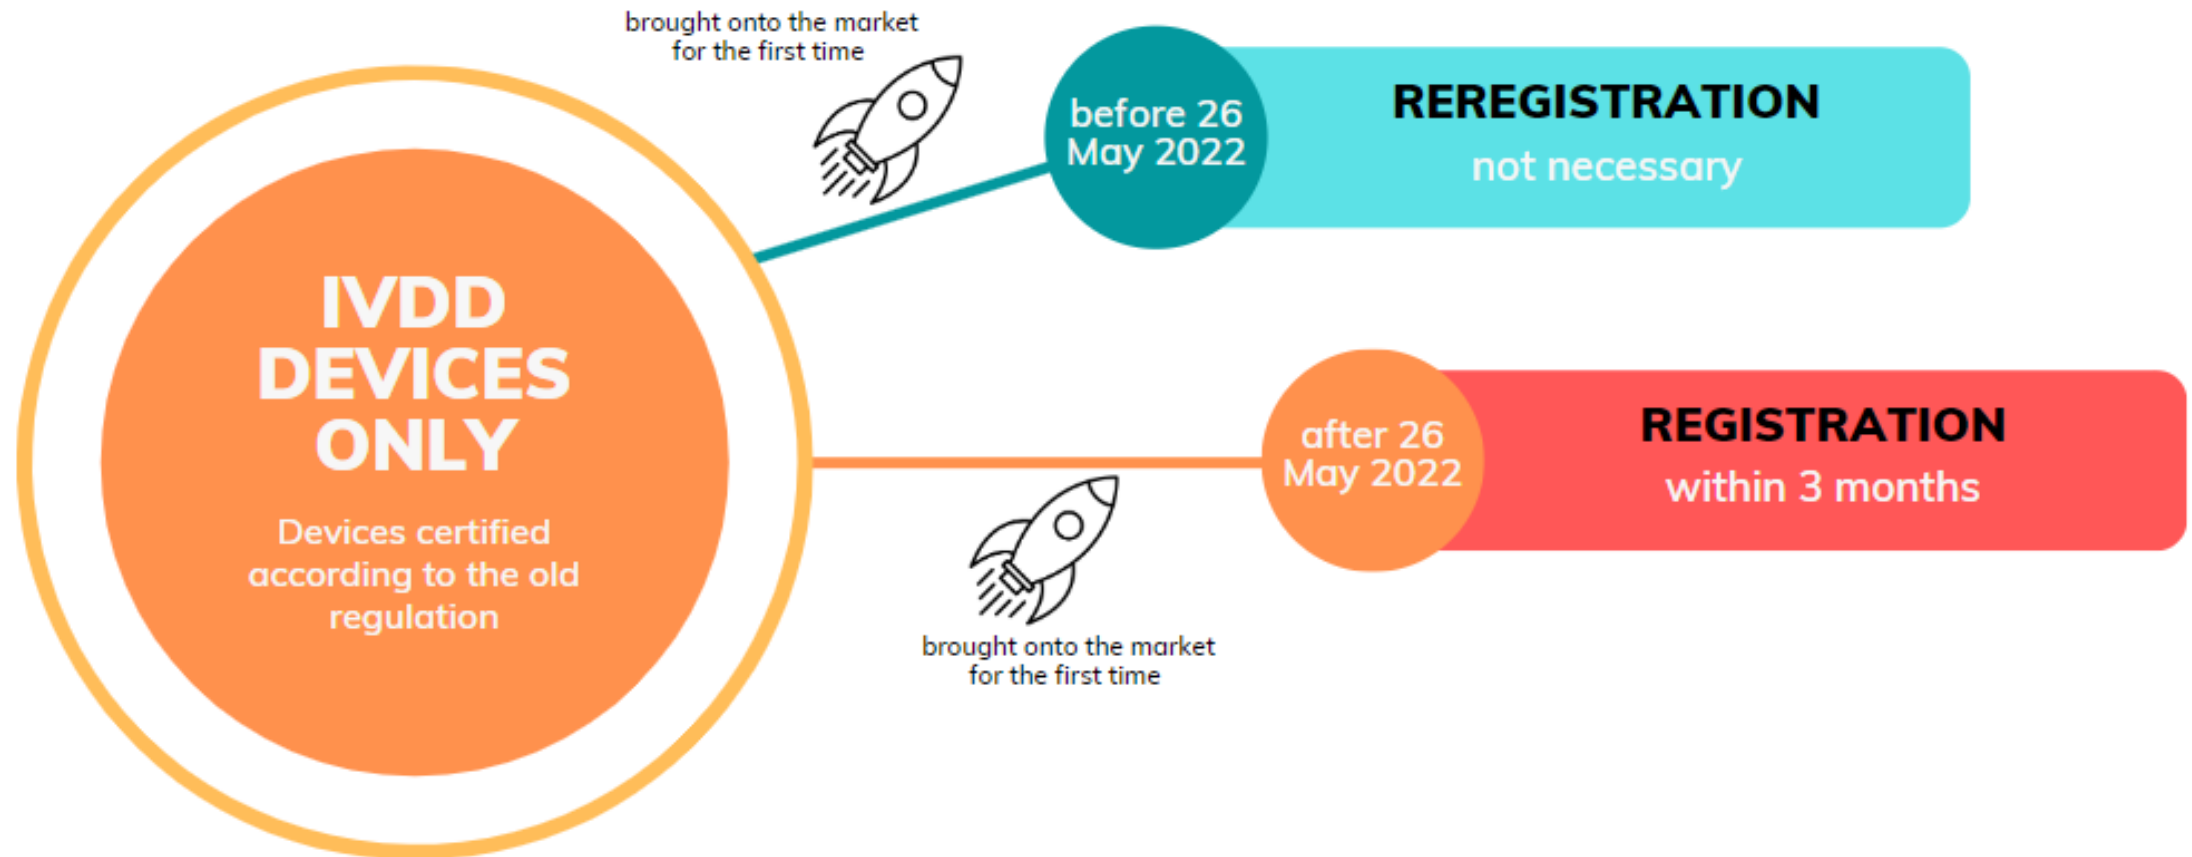 brought onto the market
for the first time
before 26
May 2022
REREGISTRATION
not necessary
IVDD
DEVICES
ONLY
Devices certified
according to the old
regulation
after 26
May 2022
REGISTRATION
within 3 months
brought onto the market
for the first time